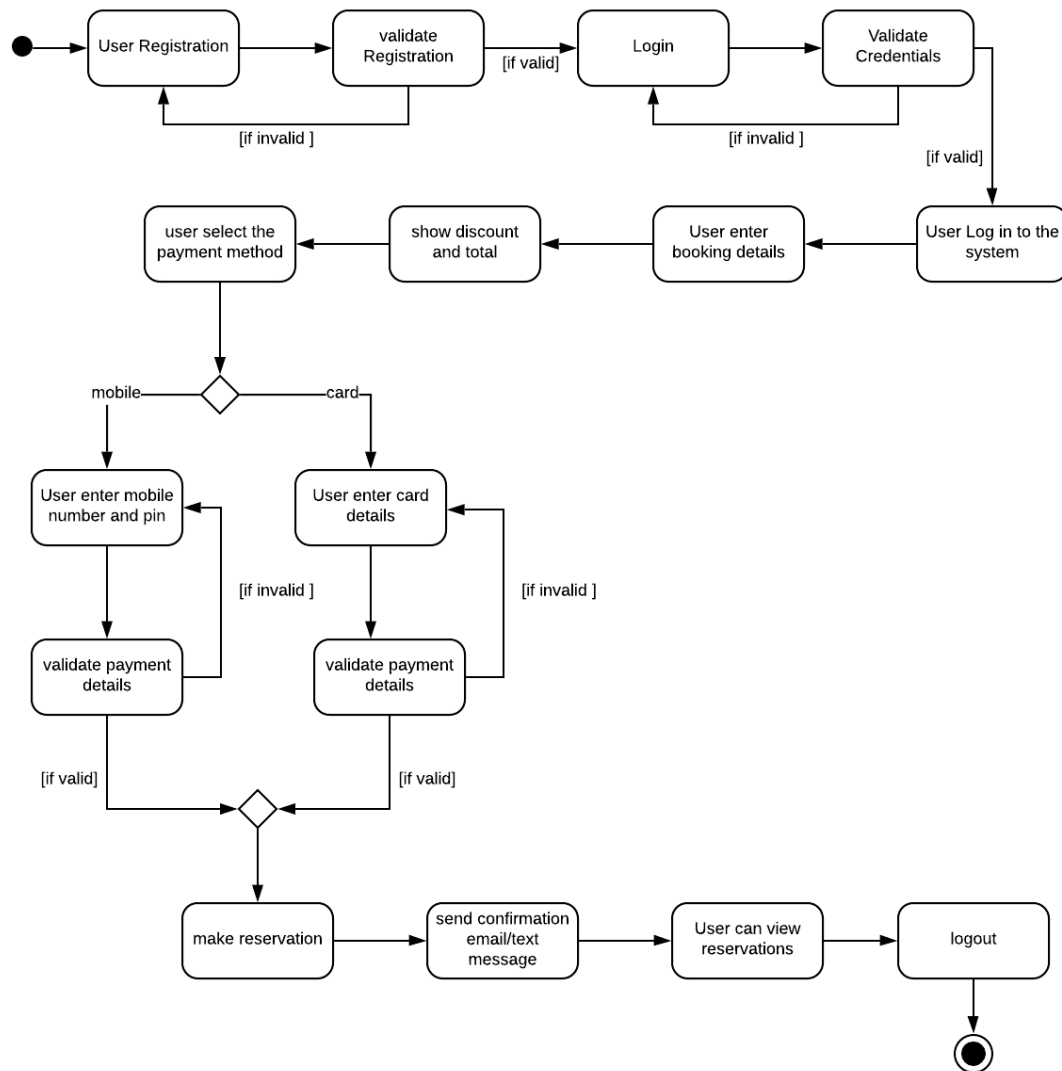 User Registration
validate
Registration
[if valid]
Login
Validate
Credentials
[if invalid ]
[if invalid ]
[if valid]
user select the
payment method
show discount
and total
User enter
booking details
User Log in to the
system
mobile
card
User enter mobile
number and pin
User enter card
details
[if invalid ]
[if invalid ]
validate payment
details
validate payment
details
[if valid]
[if valid]
make reservation
send confirmation
email/text
message
User can view
reservations
logout